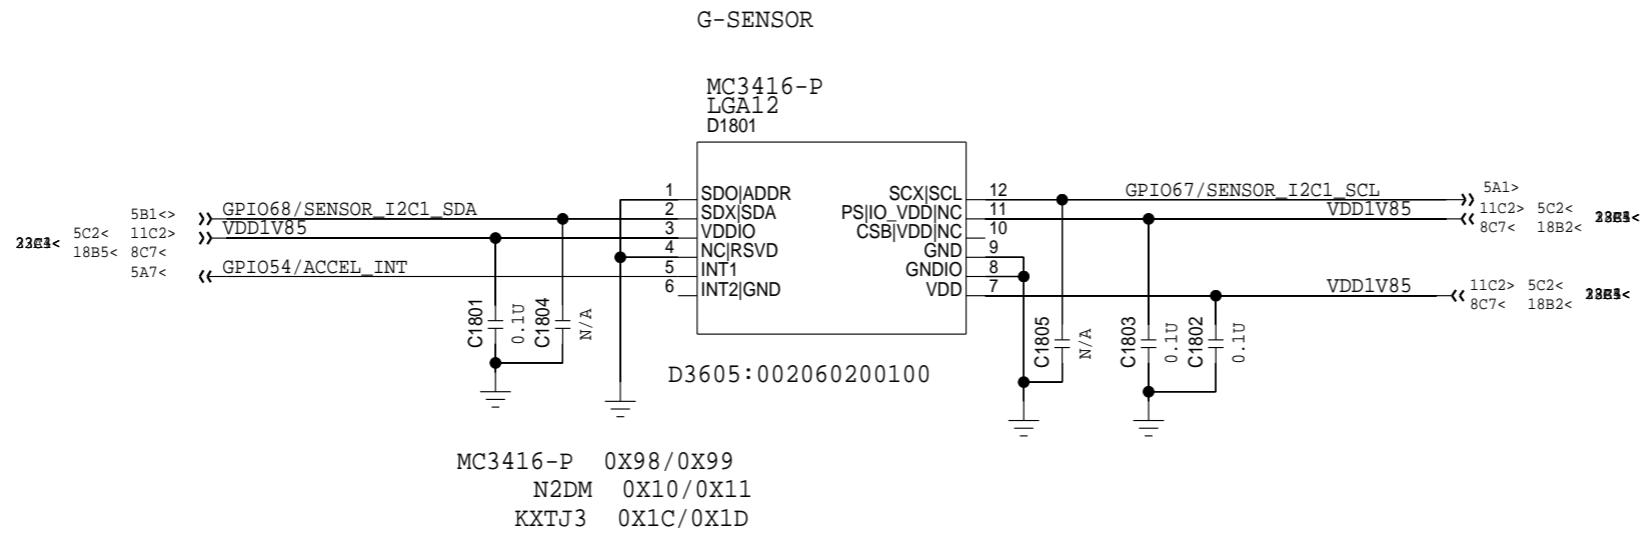 G-SENSOR
MC3416-P
LGA12
D1801
1 SDO|ADDR SCX|SCL 12
2 SDX|SDA PS|IO_VDD|NC 11
3 VDDIO CSB|VDD|NC 10
4 NC|RSVD GND 9
5 INT1 GNDIO 8
6 INT2|GND VDD 7
5B1<> GPIO68/SENSOR_I2C1_SDA
5C2< 11C2> VDD1V85
18B5< 8C7<
5A7< GPIO54/ACCEL_INT
GPIO67/SENSOR_I2C1_SCL 5A1>
VDD1V85 11C2> 5C2<
8C7< 18B2<
VDD1V85 11C2> 5C2<
8C7< 18B2<
C1801 0.1U
C1804 N/A
C1805 N/A
C1803 0.1U
C1802 0.1U
D3605:002060200100
MC3416-P 0X98/0X99
N2DM 0X10/0X11
KXTJ3 0X1C/0X1D